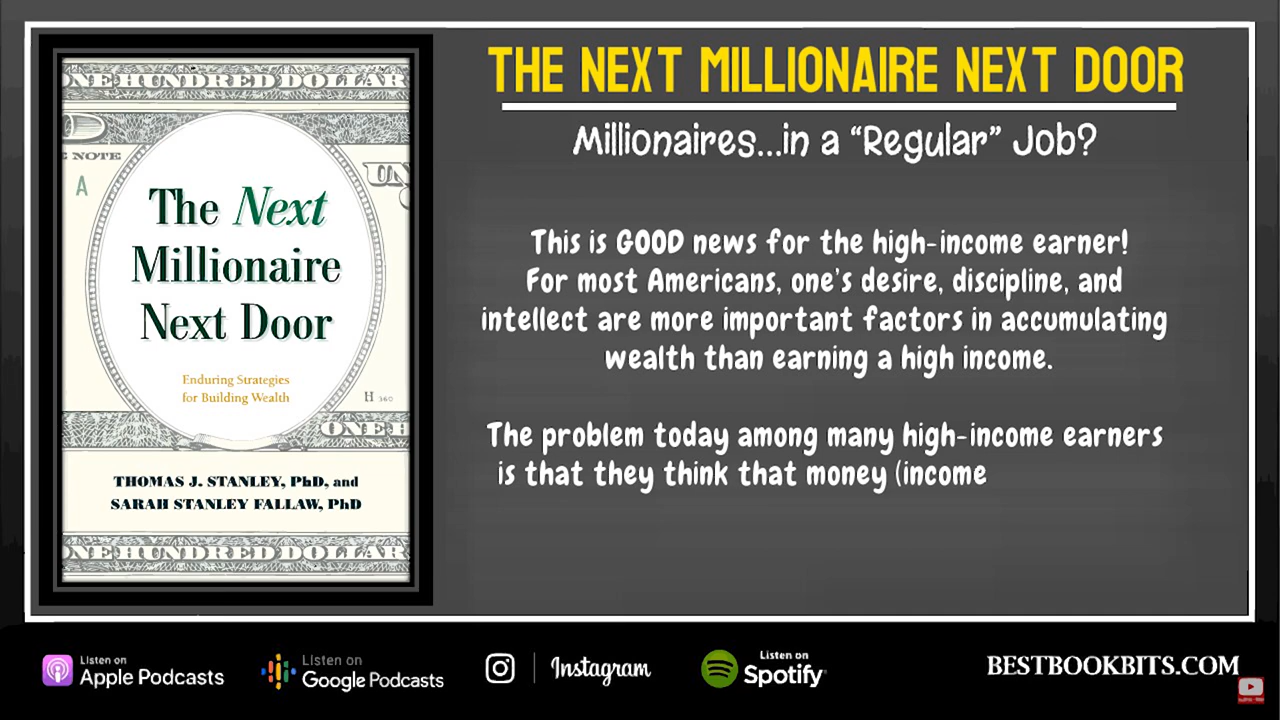 THE NEXT MILLIONAIRE NEXT DOOR
Millionaires...in a “Regular” Job?
This is GOOD news for the high-income earner!
For most Americans, one's desire, discipline, and
intellect are more important factors in accumulating
wealth than earning a high income.
The problem today among many high-income earners
is that they think that money (income
ONE HUNDRED DOLLAR
E NOTE
UN
A
The Next
Millionaire
Next Door
Enduring Strategies
for Building Wealth
H 360
ONE H
THOMAS J. STANLEY, PhD, and
SARAH STANLEY FALLAW, PhD
ONE HUNDRED DOLLAR
Listen on
Apple Podcasts
Listen on
Google Podcasts
Instagram
Listen on
Spotify
BESTBOOKBITS.COM